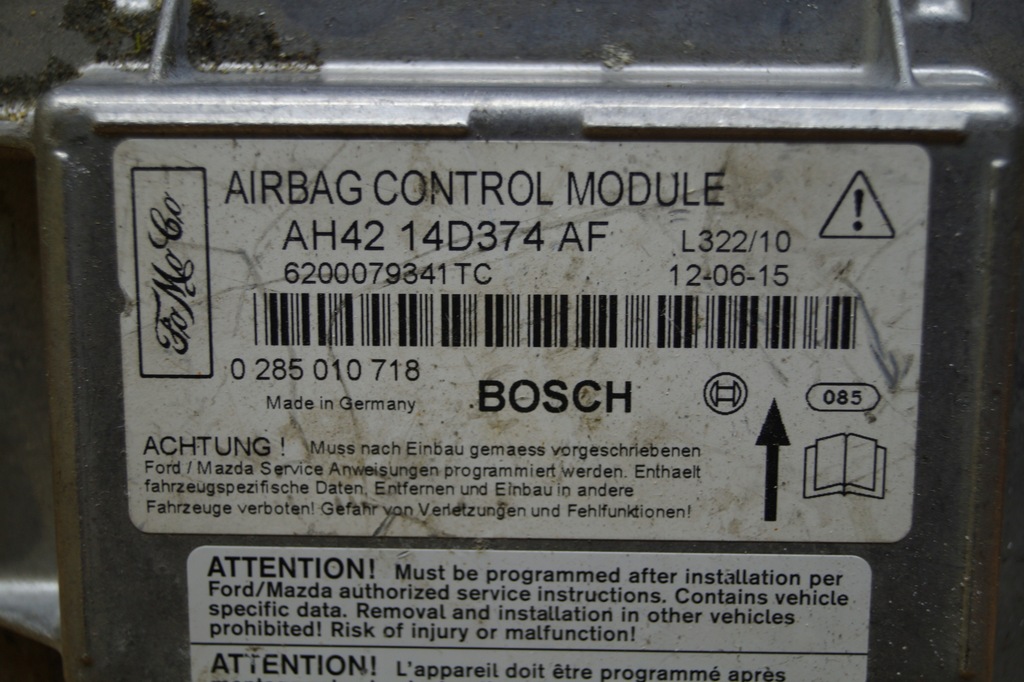 FoMoCo
AIRBAG CONTROL MODULE
AH42 14D374 AF
L322/10
6200079341TC
12-06-15
0 285 010 718
Made in Germany
BOSCH
085
ACHTUNG ! Muss nach Einbau gemaess vorgeschriebenen
Ford / Mazda Service Anweisungen programmiert werden. Enthaelt
fahrzeugspezifische Daten. Entfernen und Einbau in andere
Fahrzeuge verboten! Gefahr von Verletzungen und Fehlfunktionen!
ATTENTION! Must be programmed after installation per
Ford/Mazda authorized service instructions. Contains vehicle
specific data. Removal and installation in other vehicles
prohibited! Risk of injury or malfunction!
ATTENTION! L'appareil doit être programmé après